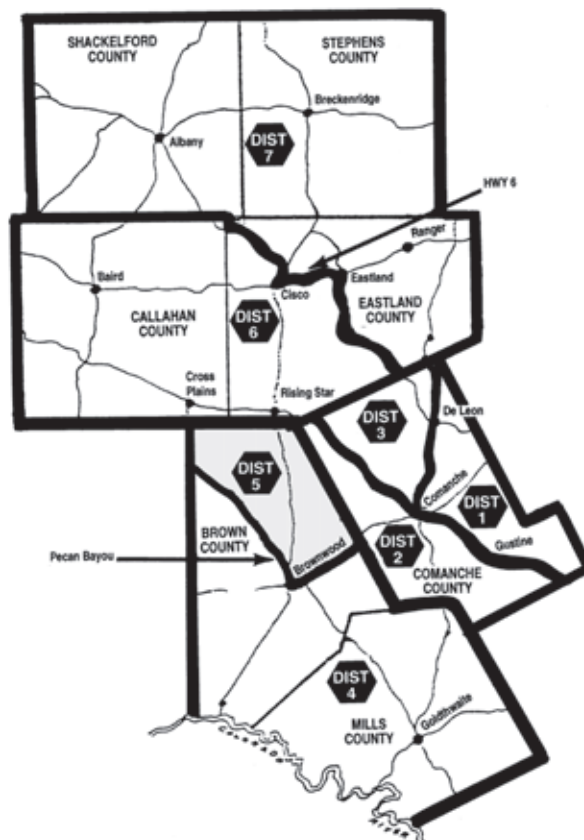 SHACKELFORD
COUNTY
STEPHENS
COUNTY
Breckenridge
Albany
DIST
7
HWY 6
Ranger
Eastland
Baird
Cisco
EASTLAND
COUNTY
CALLAHAN
COUNTY
DIST
6
Cross
Plains
Rising Star
De Leon
DIST
3
DIST
5
Comanche
DIST
1
Gustine
BROWN
COUNTY
Pecan Bayou
Brownwood
DIST
2
COMANCHE
COUNTY
DIST
4
MILLS
COUNTY
Goldthwaite
COLORADO
RIVER